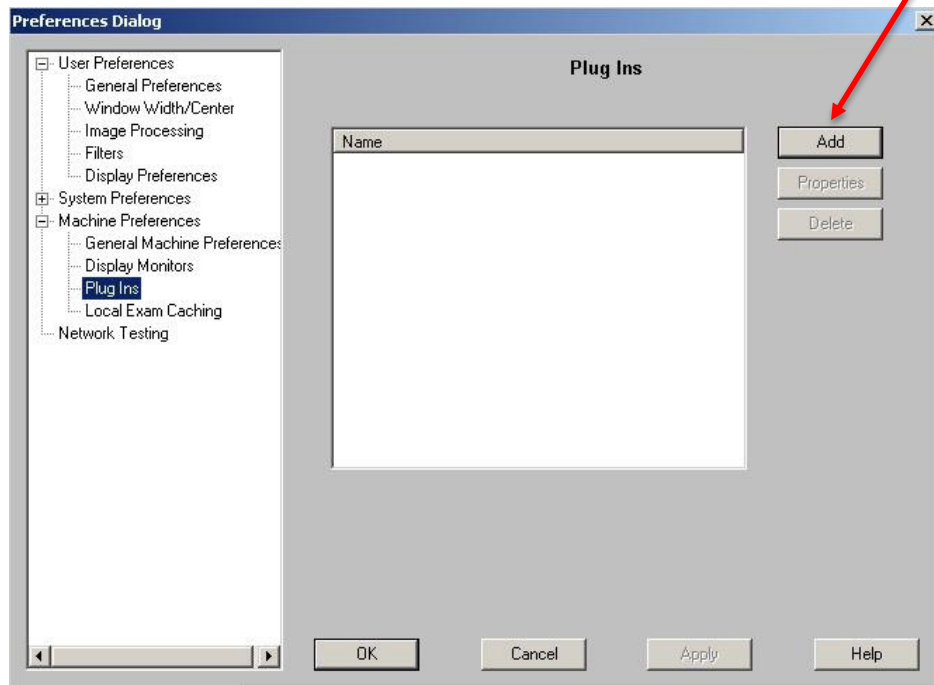 Preferences Dialog
User Preferences
General Preferences
Window Width/Center
Image Processing
Filters
Display Preferences
System Preferences
Machine Preferences
General Machine Preferences
Display Monitors
Plug Ins
Local Exam Caching
Network Testing
Plug Ins
Name
Add
Properties
Delete
OK
Cancel
Apply
Help